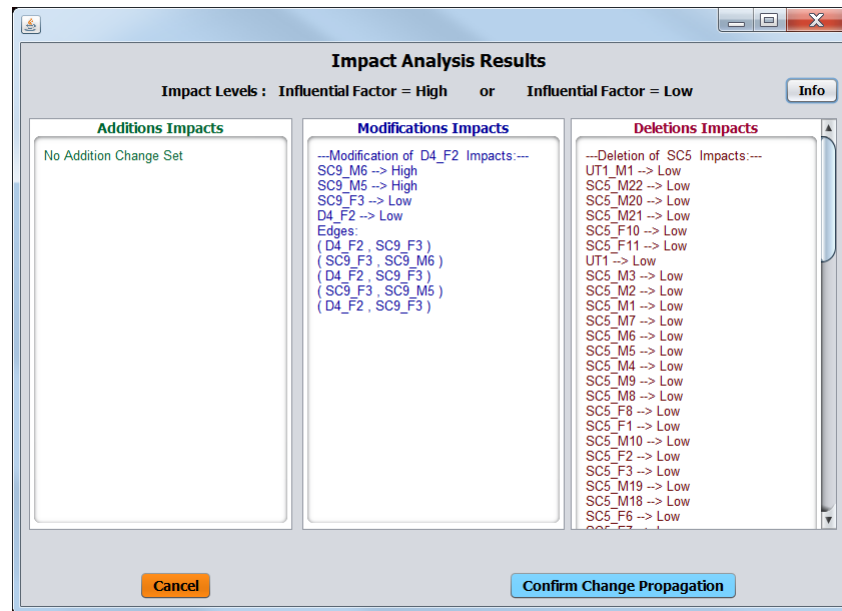 Impact Analysis Results
Impact Levels : Influential Factor = High or Influential Factor = Low
Info
Additions Impacts
No Addition Change Set
Modifications Impacts
---Modification of D4_F2 Impacts:---
SC9_M6 --> High
SC9_M5 --> High
SC9_F3 --> Low
D4_F2 --> Low
Edges:
( D4_F2 , SC9_F3 )
( SC9_F3 , SC9_M6 )
( D4_F2 , SC9_F3 )
( SC9_F3 , SC9_M5 )
( D4_F2 , SC9_F3 )
Deletions Impacts
---Deletion of SC5 Impacts:---
UT1_M1 --> Low
SC5_M22 --> Low
SC5_M20 --> Low
SC5_M21 --> Low
SC5_F10 --> Low
SC5_F11 --> Low
UT1 --> Low
SC5_M3 --> Low
SC5_M2 --> Low
SC5_M1 --> Low
SC5_M7 --> Low
SC5_M6 --> Low
SC5_M5 --> Low
SC5_M4 --> Low
SC5_M9 --> Low
SC5_M8 --> Low
SC5_F8 --> Low
SC5_F1 --> Low
SC5_M10 --> Low
SC5_F2 --> Low
SC5_F3 --> Low
SC5_M19 --> Low
SC5_M18 --> Low
SC5_F6 --> Low
Cancel
Confirm Change Propagation